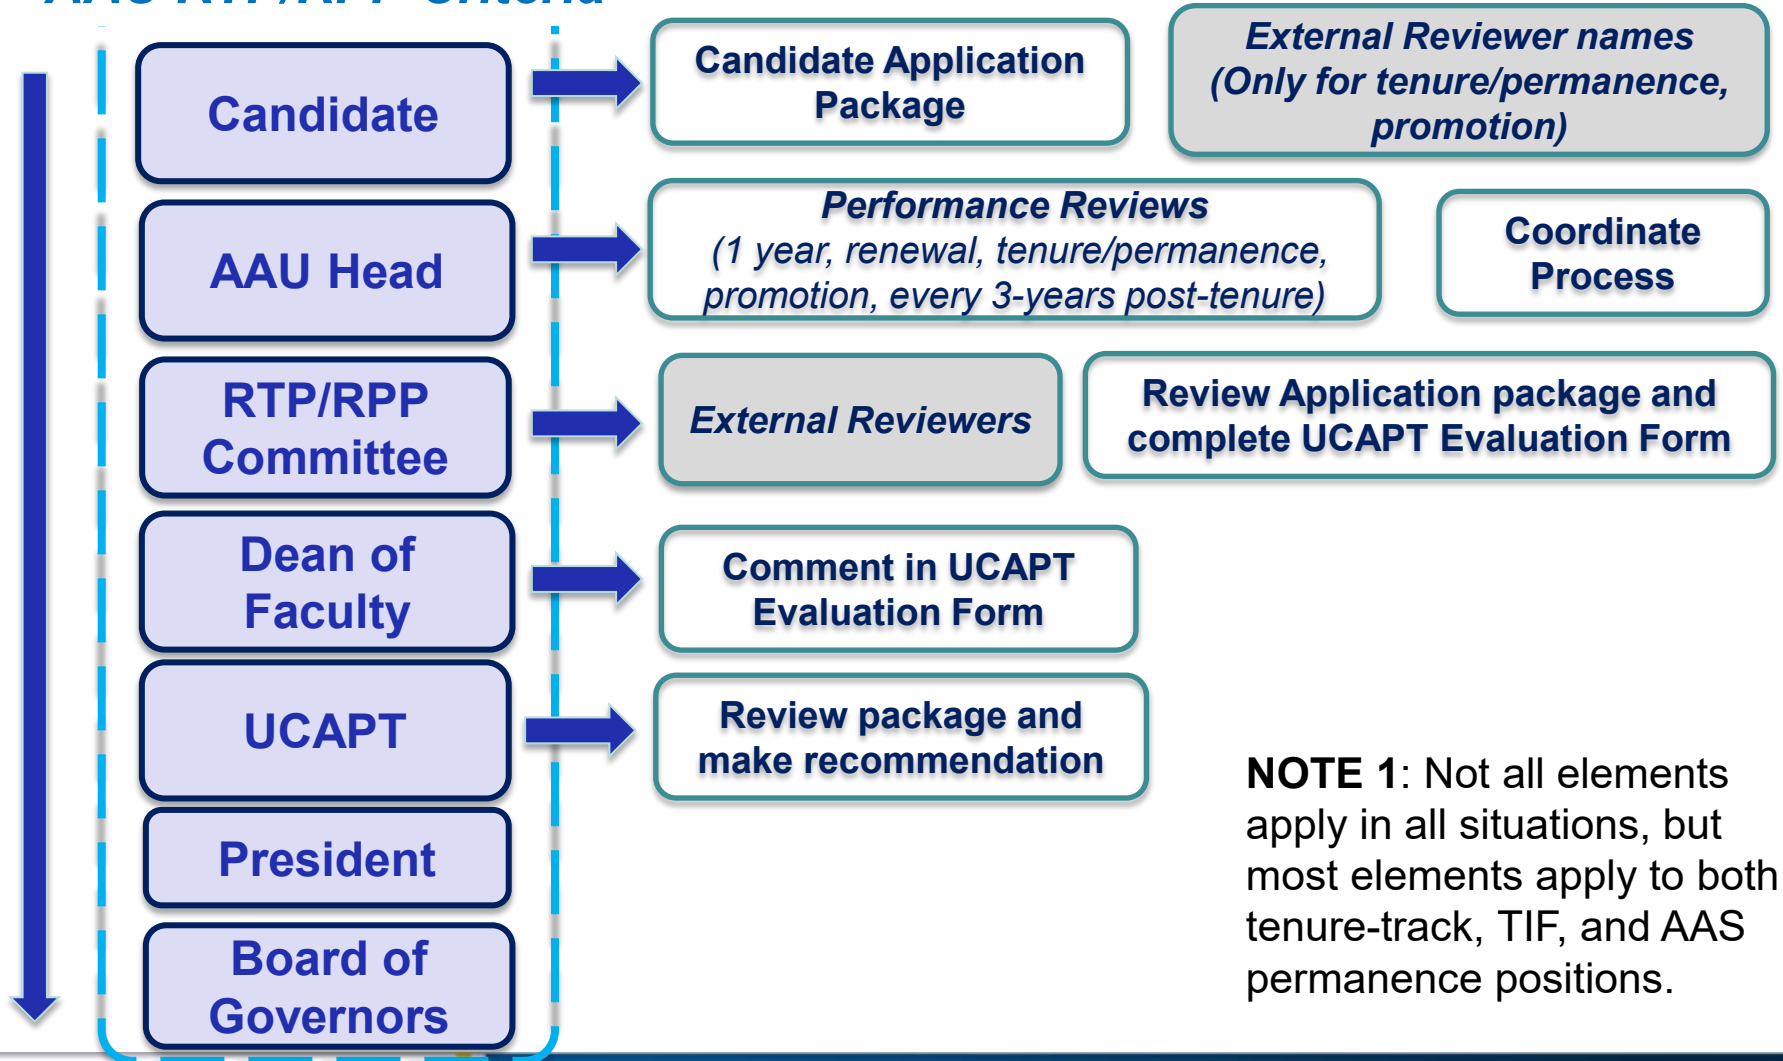 Candidate
Candidate Application
Package
External Reviewer names
(Only for tenure/permanence,
promotion)
AAU Head
Performance Reviews
(1 year, renewal, tenure/permanence,
promotion, every 3-years post-tenure)
Coordinate
Process
RTP/RPP
Committee
External Reviewers
Review Application package and
complete UCAPT Evaluation Form
Dean of
Faculty
Comment in UCAPT
Evaluation Form
UCAPT
Review package and
make recommendation
President
Board of
Governors
NOTE 1: Not all elements
apply in all situations, but
most elements apply to both
tenure-track, TIF, and AAS
permanence positions.